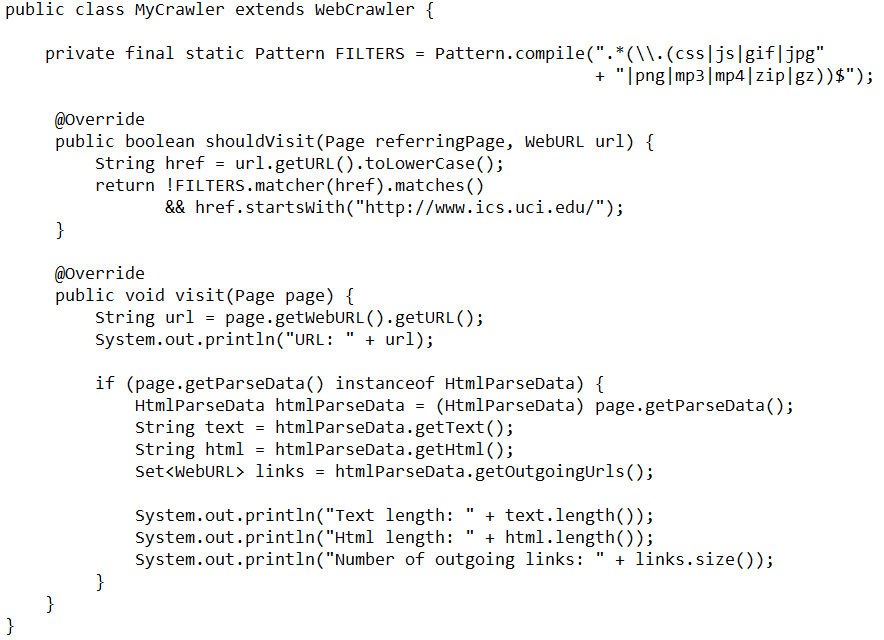 public class MyCrawler extends WebCrawler {

    private final static Pattern FILTERS = Pattern.compile(".*(\\.(css|js|gif|jpg"
                                                           + "|png|mp3|mp4|zip|gz))$");

     @Override
     public boolean shouldVisit(Page referringPage, WebURL url) {
         String href = url.getURL().toLowerCase();
         return !FILTERS.matcher(href).matches()
                && href.startsWith("http://www.ics.uci.edu/");
     }

     @Override
     public void visit(Page page) {
         String url = page.getWebURL().getURL();
         System.out.println("URL: " + url);

         if (page.getParseData() instanceof HtmlParseData) {
             HtmlParseData htmlParseData = (HtmlParseData) page.getParseData();
             String text = htmlParseData.getText();
             String html = htmlParseData.getHtml();
             Set<WebURL> links = htmlParseData.getOutgoingUrls();

             System.out.println("Text length: " + text.length());
             System.out.println("Html length: " + html.length());
             System.out.println("Number of outgoing links: " + links.size());
         }
    }
}